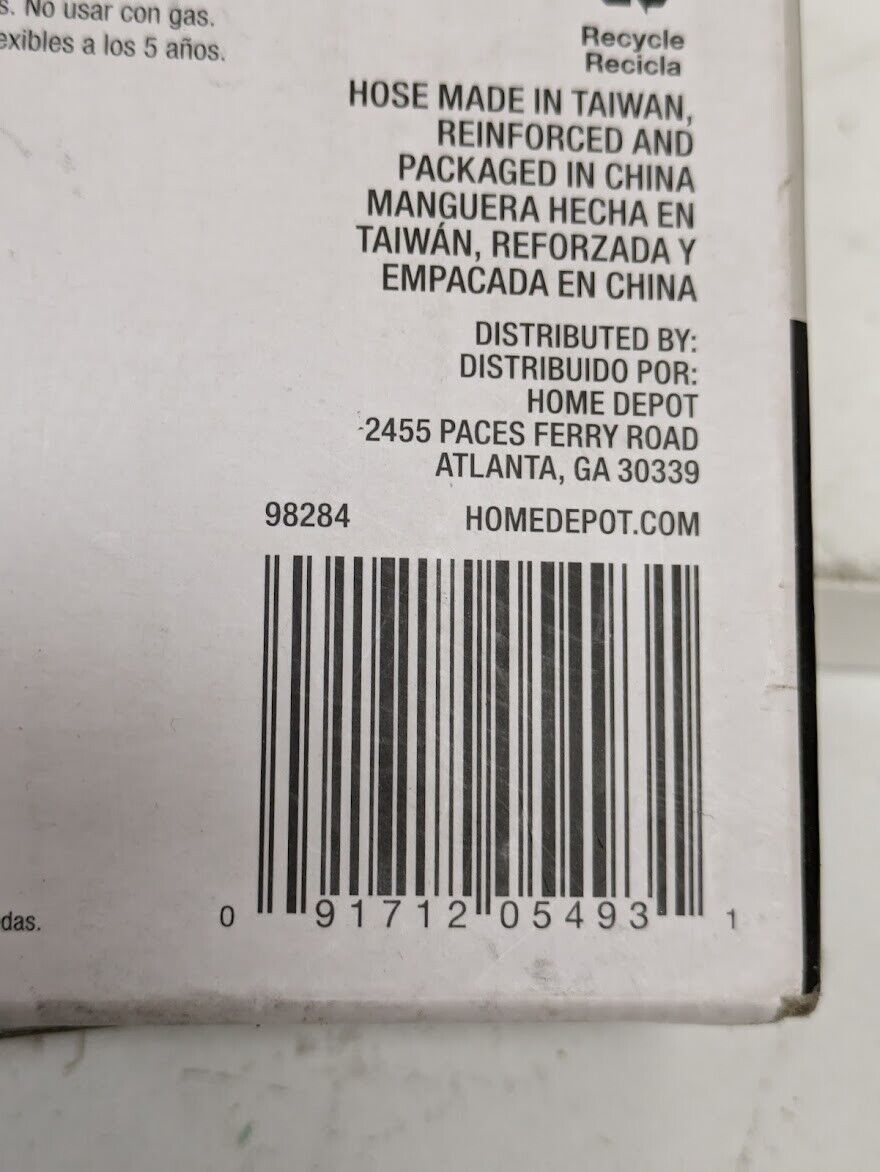 s. No usar con gas.
exibles a los 5 años.
Recycle
Recicla
HOSE MADE IN TAIWAN,
REINFORCED AND
PACKAGED IN CHINA
MANGUERA HECHA EN
TAIWÁN, REFORZADA Y
EMPACADA EN CHINA
DISTRIBUTED BY:
DISTRIBUIDO POR:
HOME DEPOT
2455 PACES FERRY ROAD
ATLANTA, GA 30339
98284 HOMEDEPOT.COM
das.
0 91712 05493 1